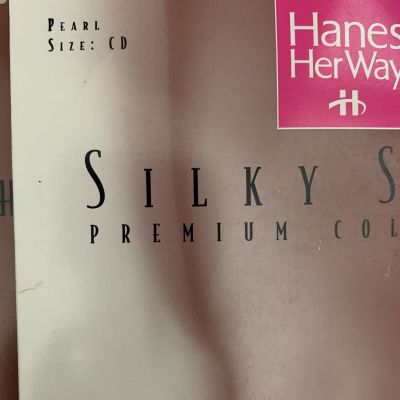 Pearl
Size: CD
Hanes
HerWay
Silky S
PREMIUM COL
H